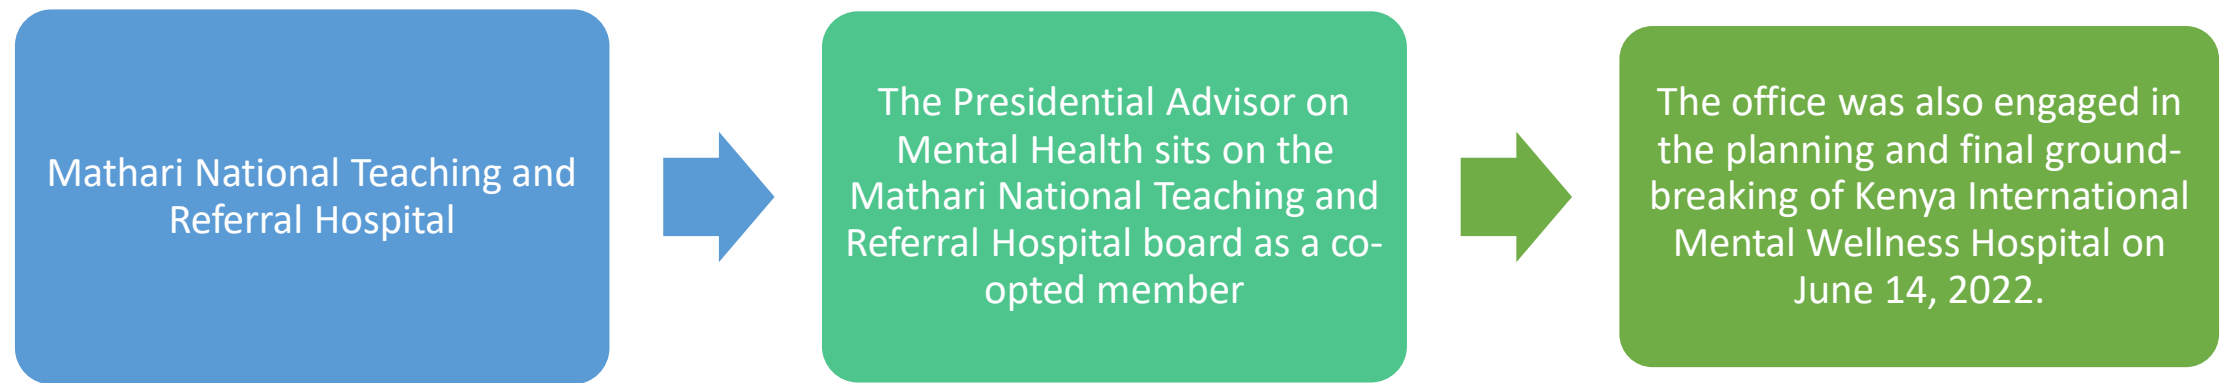 Mathari National Teaching and
Referral Hospital
The Presidential Advisor on
Mental Health sits on the
Mathari National Teaching and
Referral Hospital board as a co-
opted member
The office was also engaged in
the planning and final ground-
breaking of Kenya International
Mental Wellness Hospital on
June 14, 2022.